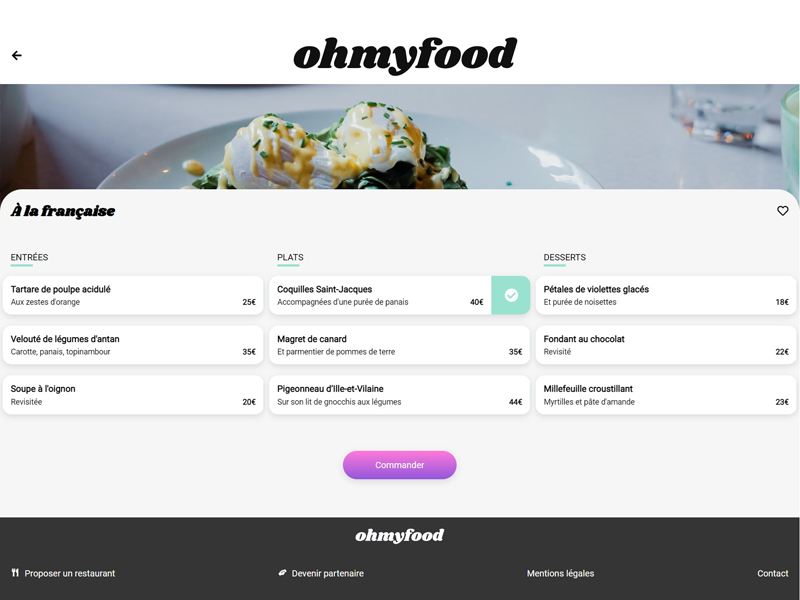 ohmyfood
À la française
ENTRÉES
Tartare de poulpe acidulé
Aux zestes d'orange 25€
Velouté de légumes d'antan
Carotte, panais, topinambour 35€
Soupe à l'oignon
Revisitée 20€
PLATS
Coquilles Saint-Jacques
Accompagnées d'une purée de panais 40€
Magret de canard
Et parmentier de pommes de terre 35€
Pigeonneau d'Ille-et-Vilaine
Sur son lit de gnocchis aux légumes 44€
DESSERTS
Pétales de violettes glacés
Et purée de noisettes 18€
Fondant au chocolat
Revisité 22€
Millefeuille croustillant
Myrtilles et pâte d'amande 23€
Commander
ohmyfood
Proposer un restaurant
Devenir partenaire
Mentions légales
Contact